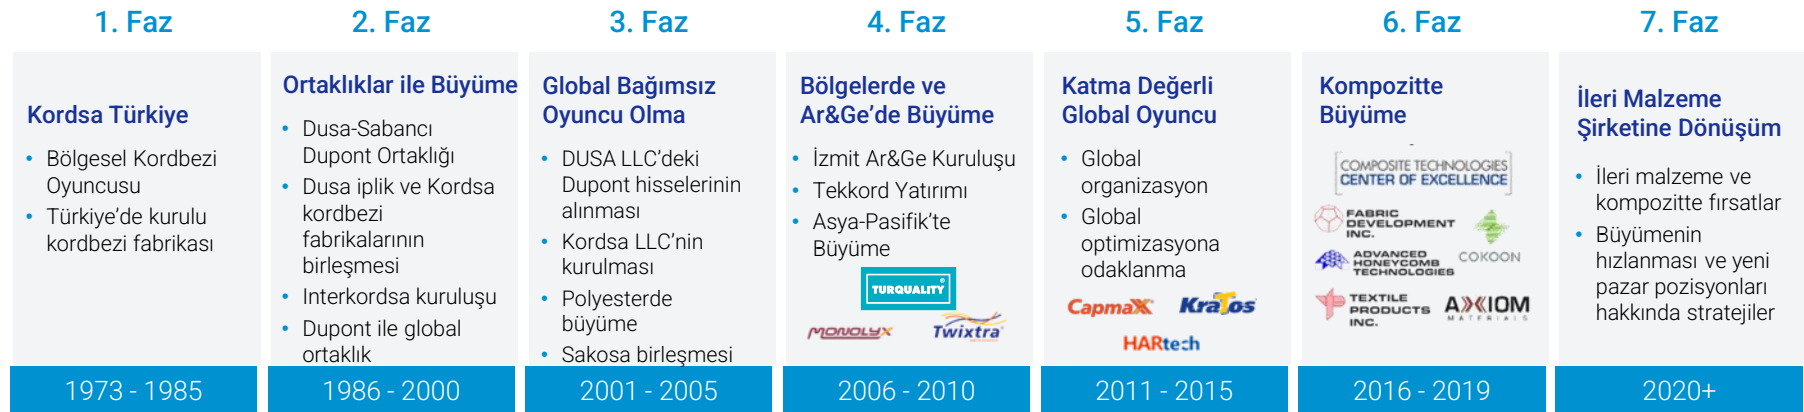 1. Faz
Kordsa Türkiye
• Bölgesel Kordbezi
Oyuncusu
• Türkiye’de kurulu
kordbezi fabrikası
1973 - 1985
2. Faz
Ortaklıklar ile Büyüme
• Dusa-Sabancı
Dupont Ortaklığı
• Dusa iplik ve Kordsa
kordbezi
fabrikalarının
birleşmesi
• Interkordsa kuruluşu
• Dupont ile global
ortaklık
1986 - 2000
3. Faz
Global Bağımsız
Oyuncu Olma
• DUSA LLC’deki
Dupont hisselerinin
alınması
• Kordsa LLC’nin
kurulması
• Polyesterde
büyüme
• Sakosa birleşmesi
2001 - 2005
4. Faz
Bölgelerde ve
Ar&Ge’de Büyüme
• İzmit Ar&Ge Kuruluşu
• Tekkord Yatırımı
• Asya-Pasifik’te
Büyüme
TURQUALITY
MONOLYX
Twixtra
2006 - 2010
5. Faz
Katma Değerli
Global Oyuncu
• Global
organizasyon
• Global
optimizasyona
odaklanma
Capmax
Kratos
HARtech
2011 - 2015
6. Faz
Kompozitte
Büyüme
COMPOSITE TECHNOLOGIES
CENTER OF EXCELLENCE
FABRIC
DEVELOPMENT
INC.
ADVANCED
HONEYCOMB
TECHNOLOGIES
COKOON
TEXTILE
PRODUCTS
INC.
AXIOM
MATERIALS
2016 - 2019
7. Faz
İleri Malzeme
Şirketine Dönüşüm
• İleri malzeme ve
kompozitte fırsatlar
• Büyümenin
hızlanması ve yeni
pazar pozisyonları
hakkında stratejiler
2020+